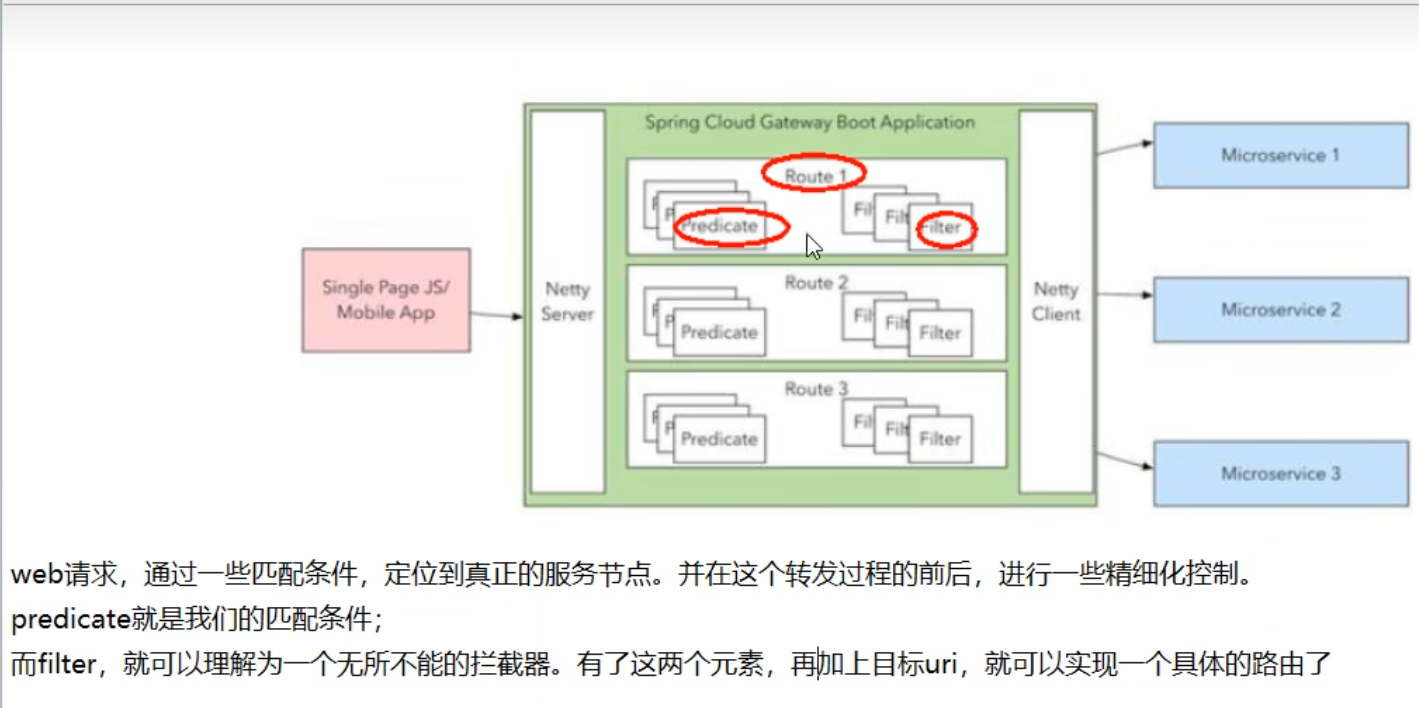 Spring Cloud Gateway Boot Application
Single Page JS/
Mobile App
Netty
Server
Route 1
Predicate
Fil
Filt
Filter
Route 2
Predicate
Fil
Filt
Filter
Route 3
Predicate
Fil
Filt
Filter
Netty
Client
Microservice 1
Microservice 2
Microservice 3
web请求，通过一些匹配条件，定位到真正的服务节点。并在这个转发过程的前后，进行一些精细化控制。
predicate就是我们的匹配条件；
而filter，就可以理解为一个无所不能的拦截器。有了这两个元素，再加上目标uri，就可以实现一个具体的路由了